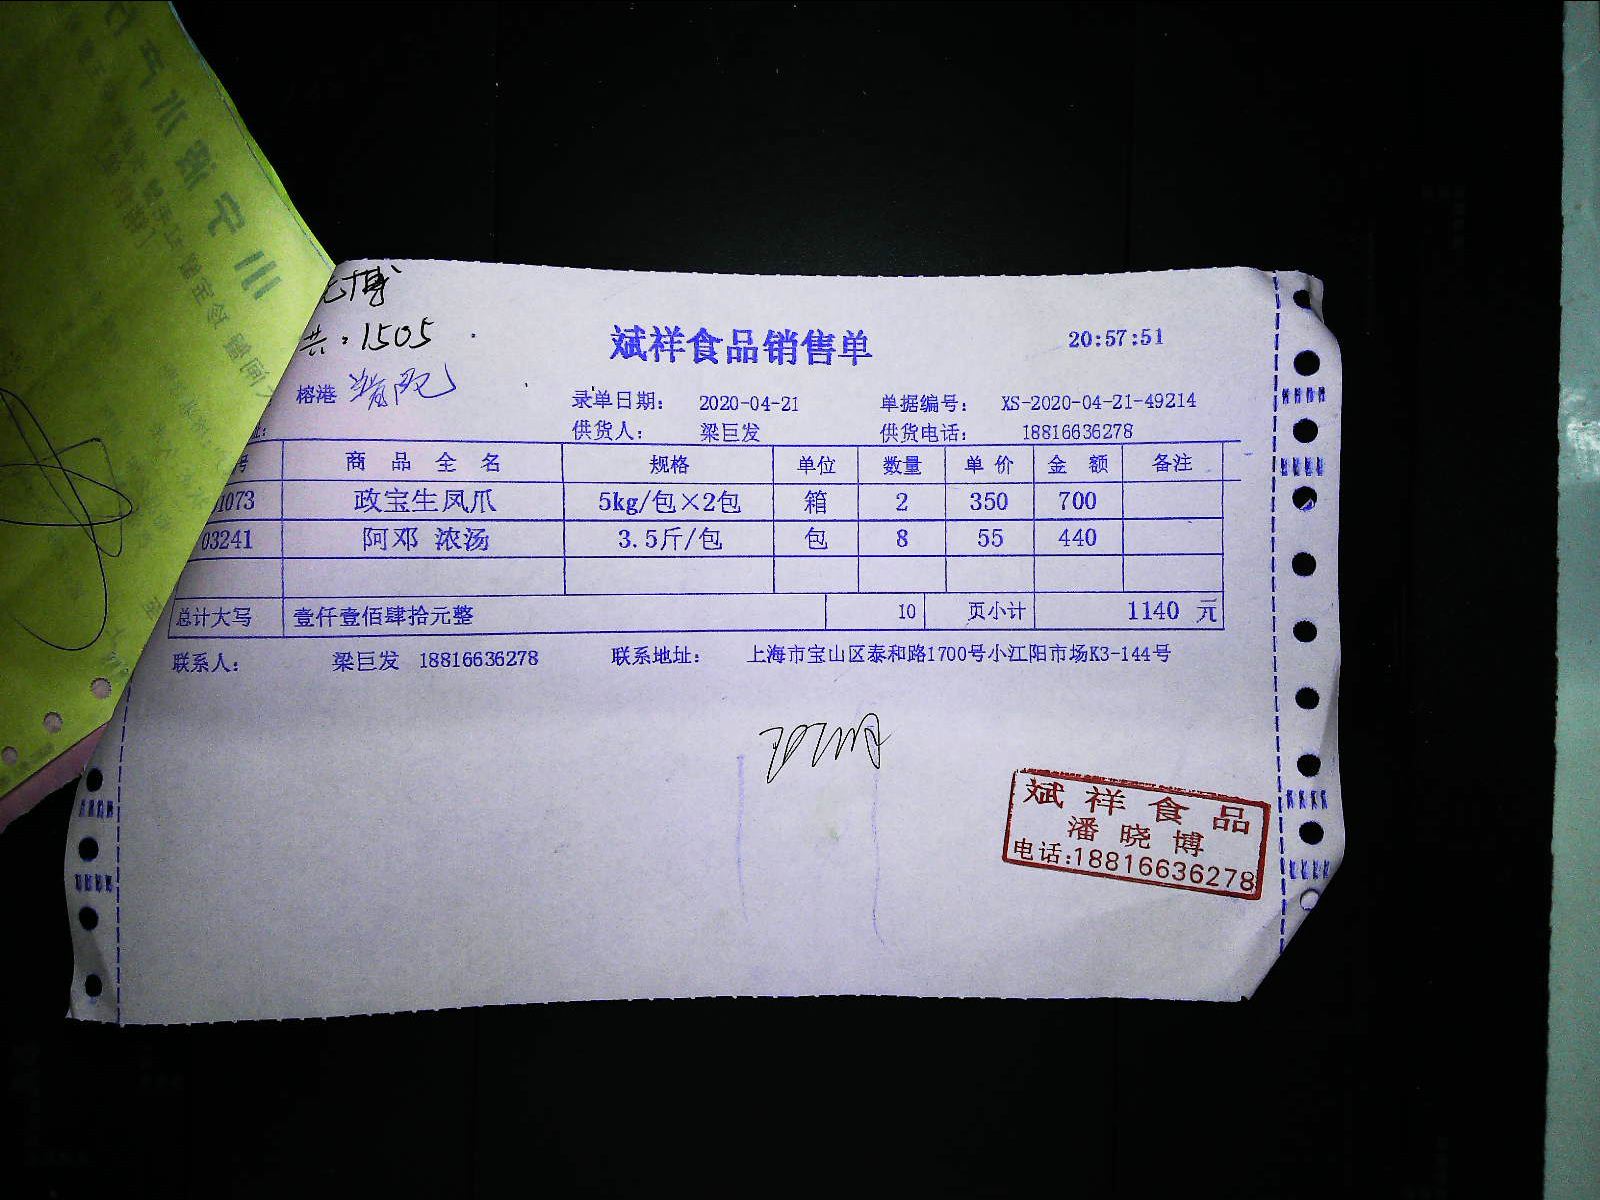 博
共：1505
斌祥食品销售单
20:57:51
榕港
录单日期： 2020-04-21 单据编号： XS-2020-04-21-49214
供货人： 梁巨发 供货电话： 18816636278
号 商品全名 规格 单位 数量 单价 金额 备注
1073 政宝生凤爪 5kg/包×2包 箱 2 350 700
03241 阿邓 浓汤 3.5斤/包 包 8 55 440
总计大写 壹仟壹佰肆拾元整 10 页小计 1140 元
联系人： 梁巨发 18816636278 联系地址： 上海市宝山区泰和路1700号小江阳市场K3-144号
斌祥食品
潘晓博
电话:18816636278